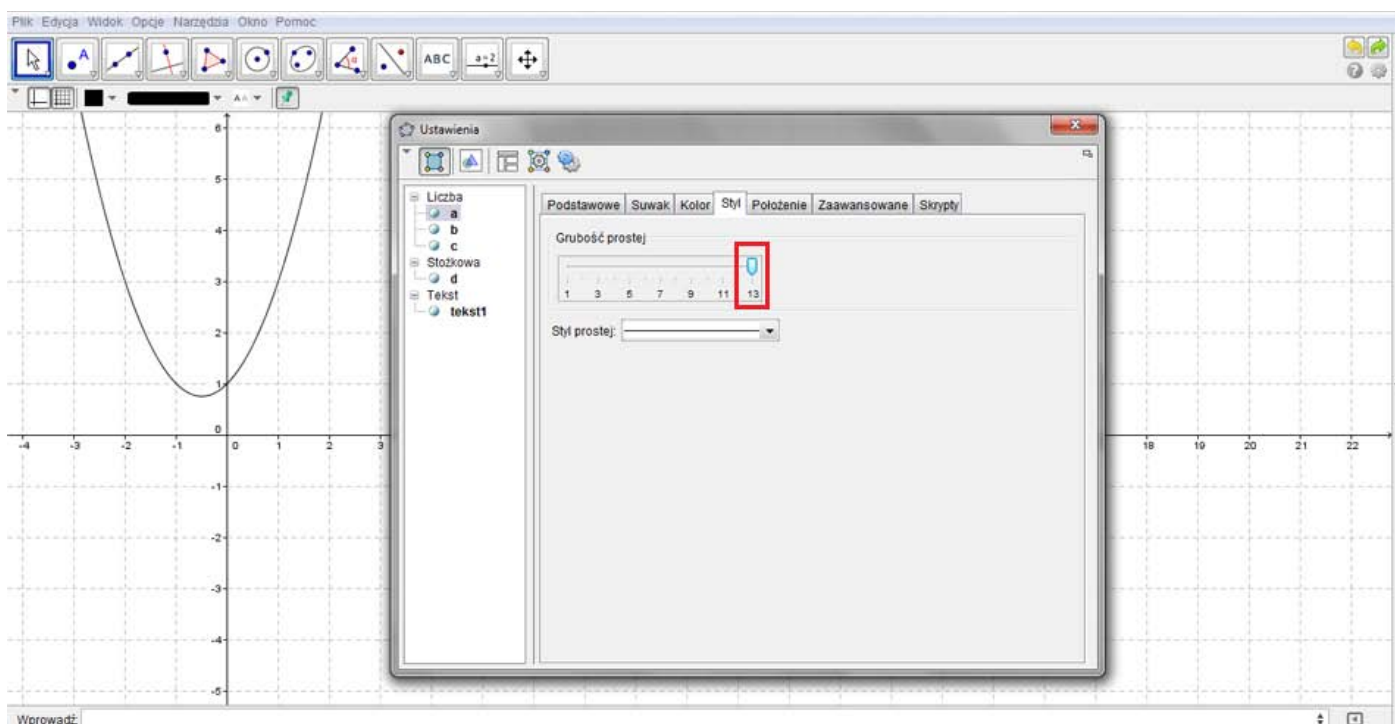 Plik Edycja Widok Opcje Narzędzia Okno Pomoc
A
α
ABC
a=2
AA
Ustawienia
Liczba
a
b
c
Stożkowa
d
Tekst
tekst1
Podstawowe Suwak Kolor Styl Położenie Zaawansowane Skrypty
Grubość prostej
1 3 5 7 9 11 13
Styl prostej:
6
5
4
3
2
1
0
-4 -3 -2 -1 0 1 2 3 18 19 20 21 22
-1
-2
-3
-4
-5
Wprowadź: